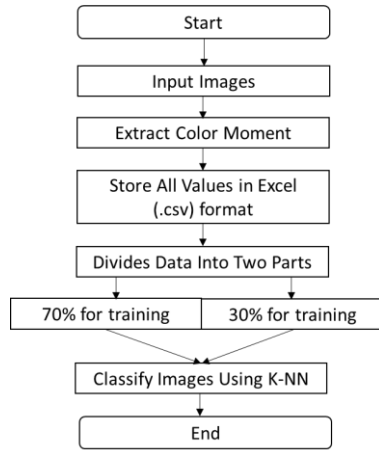 Start
Input Images
Extract Color Moment
Store All Values in Excel
(.csv) format
Divides Data Into Two Parts
70% for training
30% for training
Classify Images Using K-NN
End